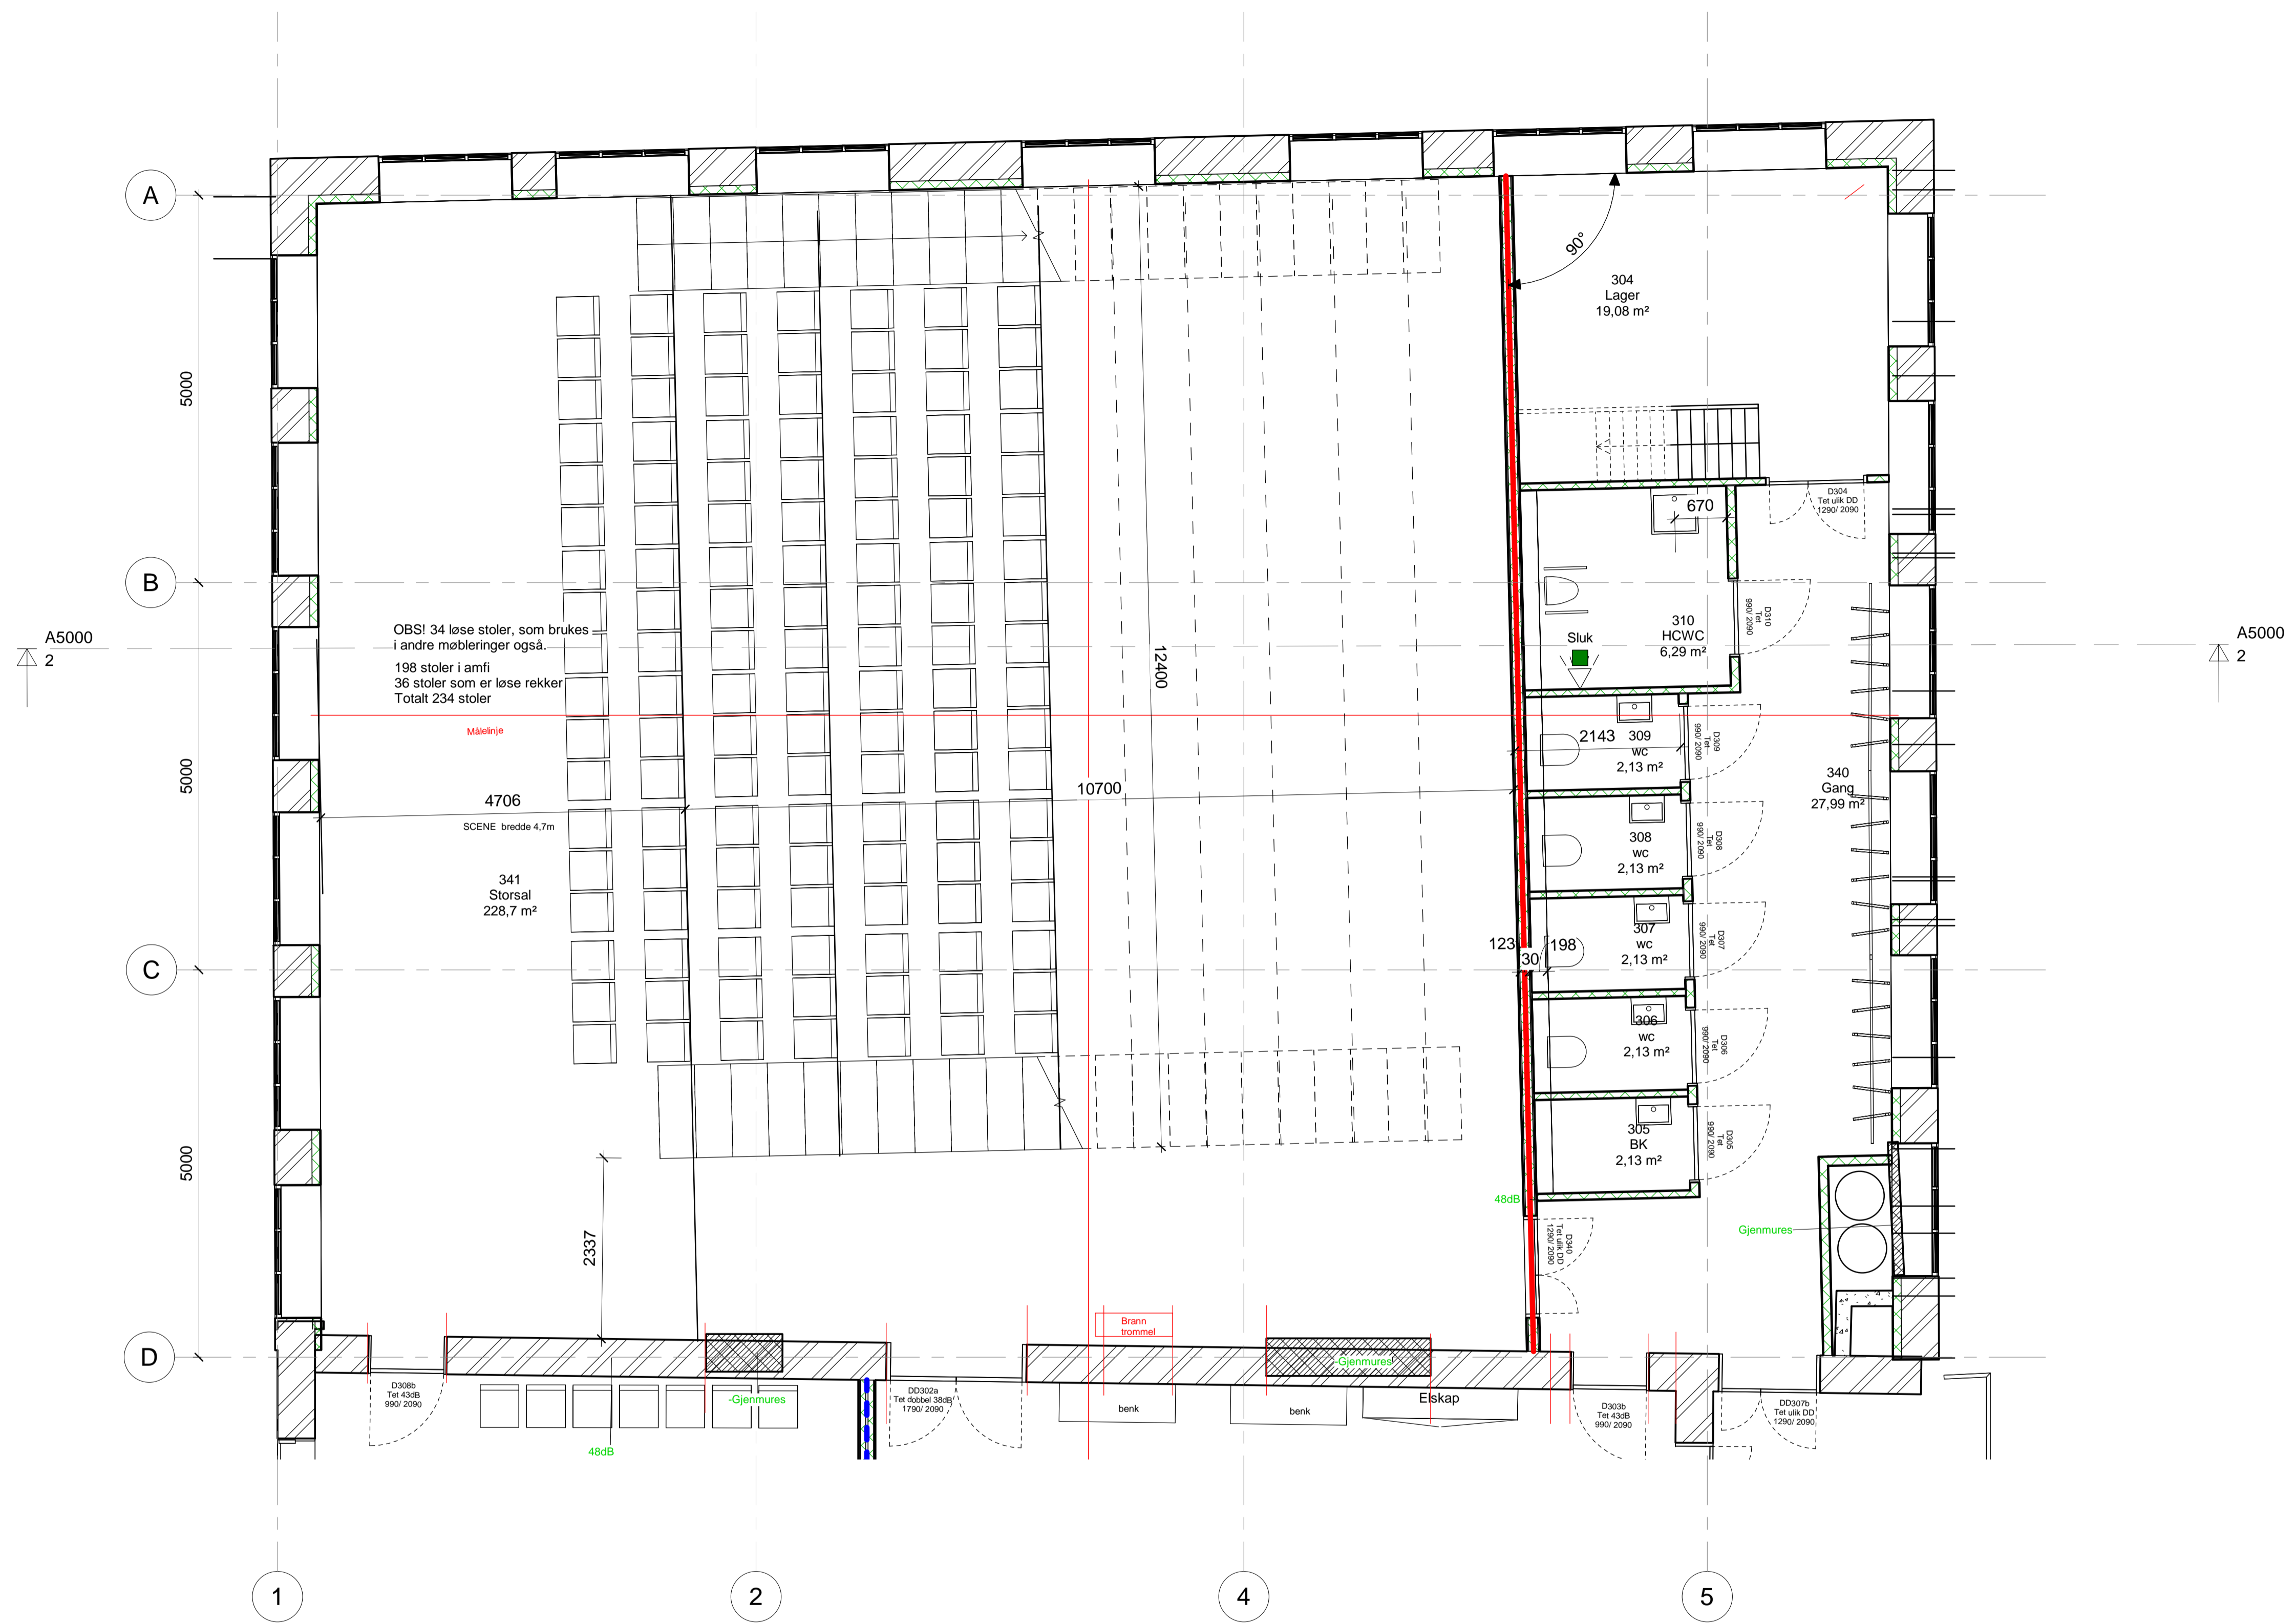 A
B
C
D
1
2
4
5
5000
5000
5000
A5000
2
A5000
2
90°
304
Lager
19,08 m²
D304
Tet ulik DD
1290/ 2090
670
310
HCWC
6,29 m²
D310
Tet
990/ 2090
Sluk
OBS! 34 løse stoler, som brukes
i andre møbleringer også.
198 stoler i amfi
36 stoler som er løse rekker
Totalt 234 stoler
Målelinje
12400
2143
309
wc
2,13 m²
D309
Tet
990/ 2090
4706
10700
SCENE bredde 4,7m
340
Gang
27,99 m²
308
wc
2,13 m²
D308
Tet
990/ 2090
341
Storsal
228,7 m²
123
30
198
307
wc
2,13 m²
D307
Tet
990/ 2090
306
wc
2,13 m²
D306
Tet
990/ 2090
305
BK
2,13 m²
D305
Tet
990/ 2090
48dB
D340
Tet ulik DD
1290/ 2090
Gjenmures
2337
Brann
trommel
-Gjenmures
-Gjenmures
D308b
Tet 43dB
990/ 2090
48dB
DD302a
Tet dobbel 38dB
1790/ 2090
benk
benk
Elskap
D303b
Tet 43dB
990/ 2090
DD307b
Tet ulik DD
1290/ 2090